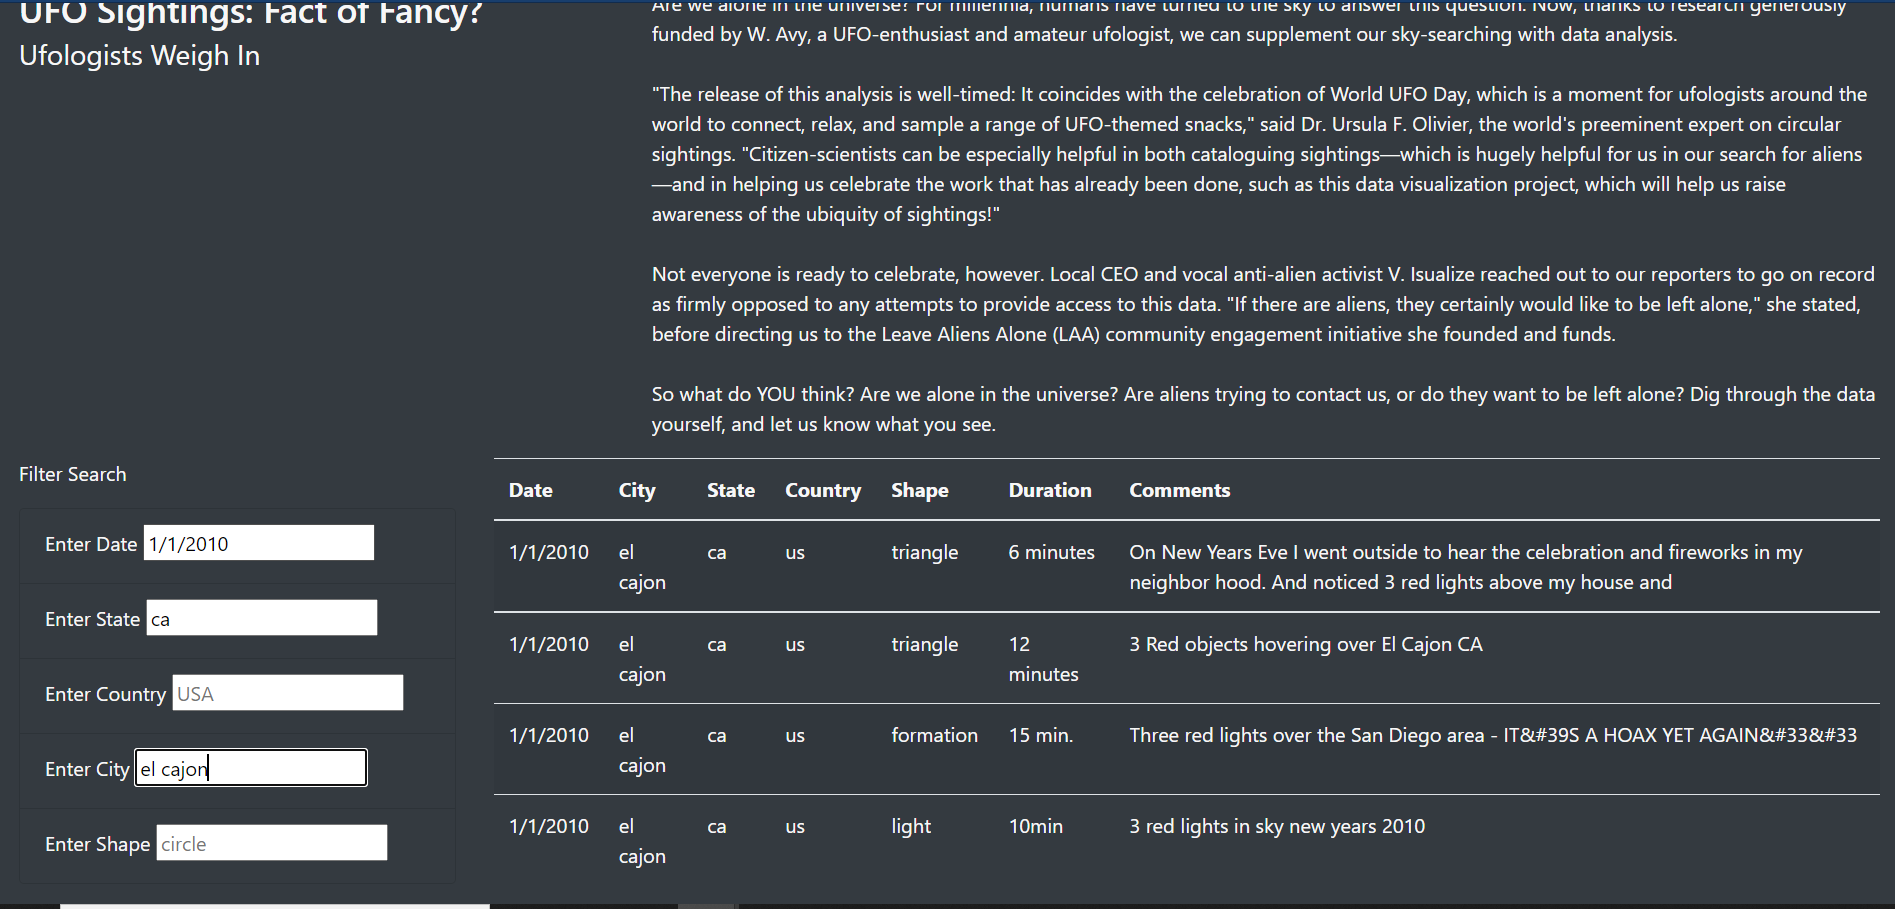 UFO Sightings: Fact of Fancy?
Ufologists Weigh In
Are we alone in the universe? For millennia, humans have turned to the sky to answer this question. Now, thanks to research generously
funded by W. Avy, a UFO-enthusiast and amateur ufologist, we can supplement our sky-searching with data analysis.
"The release of this analysis is well-timed: It coincides with the celebration of World UFO Day, which is a moment for ufologists around the
world to connect, relax, and sample a range of UFO-themed snacks," said Dr. Ursula F. Olivier, the world's preeminent expert on circular
sightings. "Citizen-scientists can be especially helpful in both cataloguing sightings—which is hugely helpful for us in our search for aliens
—and in helping us celebrate the work that has already been done, such as this data visualization project, which will help us raise
awareness of the ubiquity of sightings!"
Not everyone is ready to celebrate, however. Local CEO and vocal anti-alien activist V. Isualize reached out to our reporters to go on record
as firmly opposed to any attempts to provide access to this data. "If there are aliens, they certainly would like to be left alone," she stated,
before directing us to the Leave Aliens Alone (LAA) community engagement initiative she founded and funds.
So what do YOU think? Are we alone in the universe? Are aliens trying to contact us, or do they want to be left alone? Dig through the data
yourself, and let us know what you see.
Filter Search
Enter Date 1/1/2010
Enter State ca
Enter Country USA
Enter City el cajon
Enter Shape circle
Date City State Country Shape Duration Comments
1/1/2010 el ca us triangle 6 minutes On New Years Eve I went outside to hear the celebration and fireworks in my
cajon neighbor hood. And noticed 3 red lights above my house and
1/1/2010 el ca us triangle 12 3 Red objects hovering over El Cajon CA
cajon minutes
1/1/2010 el ca us formation 15 min. Three red lights over the San Diego area - IT&#39S A HOAX YET AGAIN&#33&#33
cajon
1/1/2010 el ca us light 10min 3 red lights in sky new years 2010
cajon